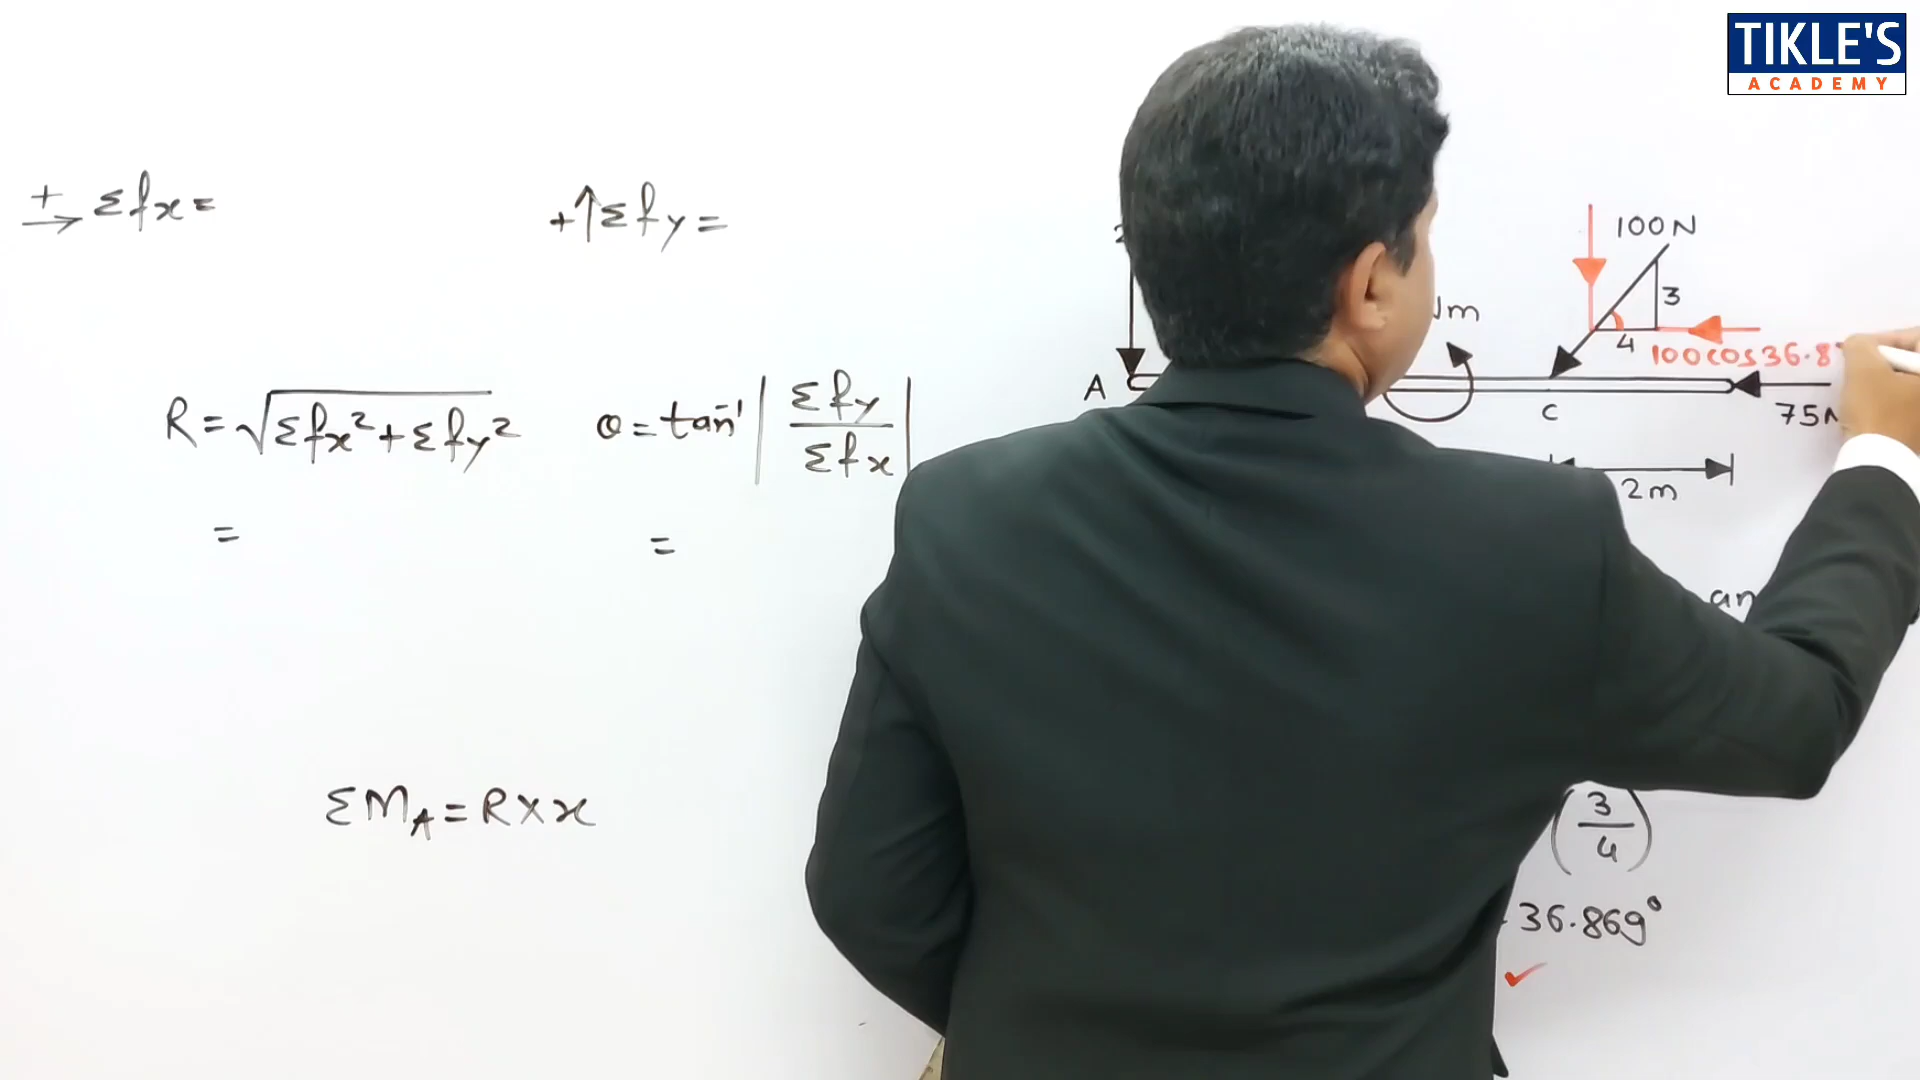 TIKLE'S
ACADEMY
+→ Σfx=
+↑Σfy=
R=√Σfx²+Σfy²
=
θ=tan⁻¹|Σfy/Σfx|
=
ΣM_A=R×x
100N
3
4
100cos36.8
m
A
C
75N
2m
an
(3/4)
36.869°